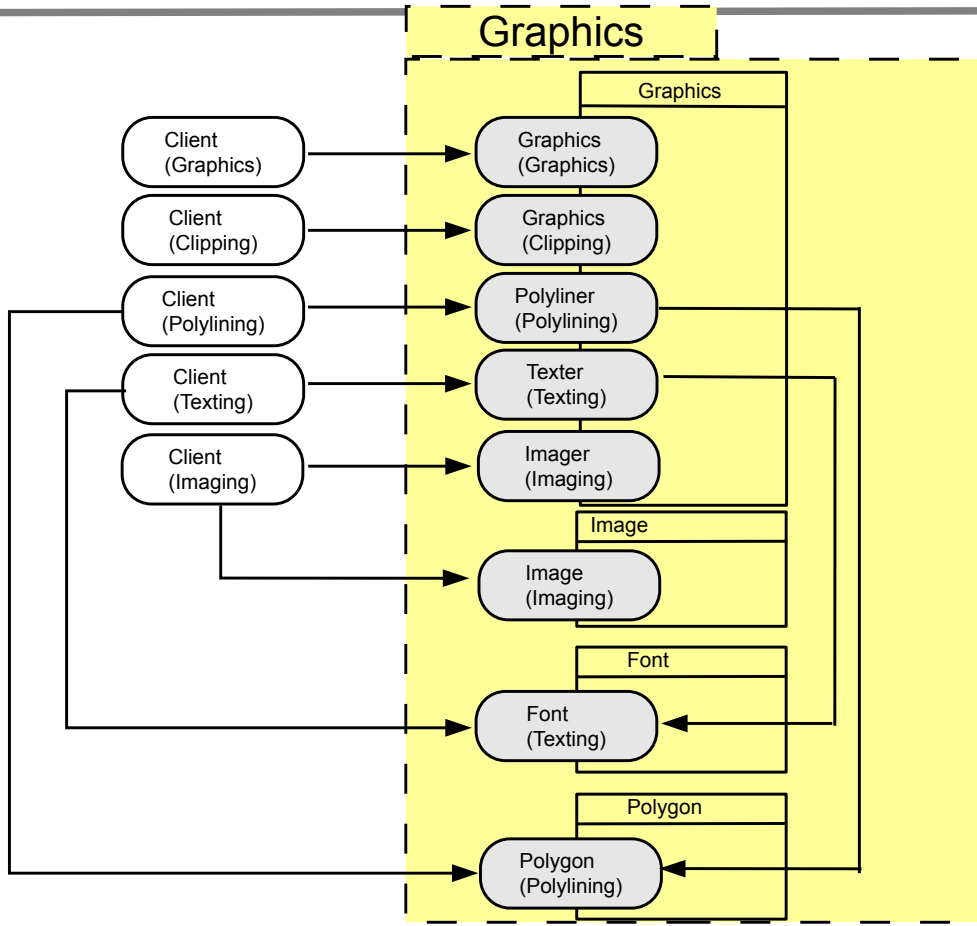 Graphics
Graphics
Client
(Graphics)
Graphics
(Graphics)
Client
(Clipping)
Graphics
(Clipping)
Client
(Polylining)
Polyliner
(Polylining)
Client
(Texting)
Texter
(Texting)
Client
(Imaging)
Imager
(Imaging)
Image
Image
(Imaging)
Font
Font
(Texting)
Polygon
Polygon
(Polylining)